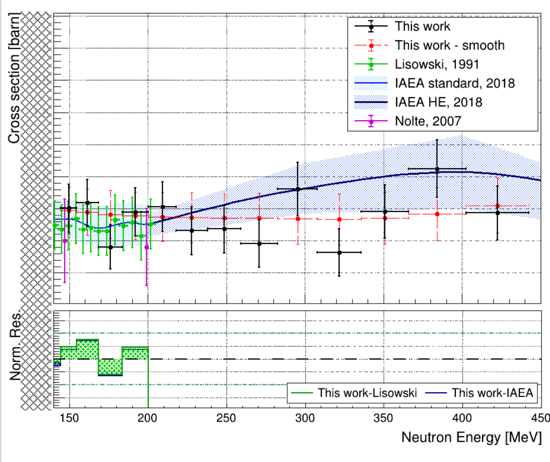 Cross section [barn]
This work
This work - smooth
Lisowski, 1991
IAEA standard, 2018
IAEA HE, 2018
Nolte, 2007
Norm. Res.
This work-Lisowski
This work-IAEA
150
200
250
300
350
400
450
Neutron Energy [MeV]